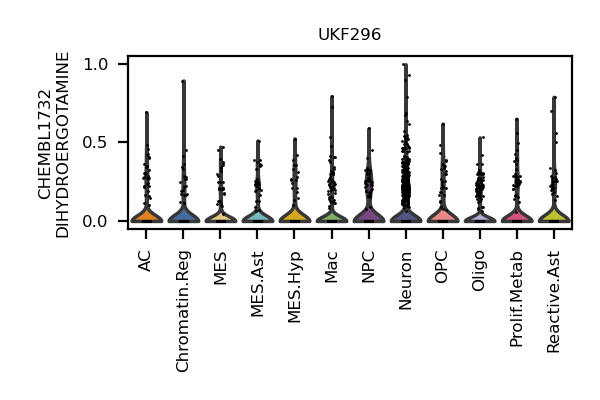 UKF296
CHEMBL1732
DIHYDROERGOTAMINE
1.0
0.5
0.0
AC
Chromatin.Reg
MES
MES.Ast
MES.Hyp
Mac
NPC
Neuron
OPC
Oligo
Prolif.Metab
Reactive.Ast